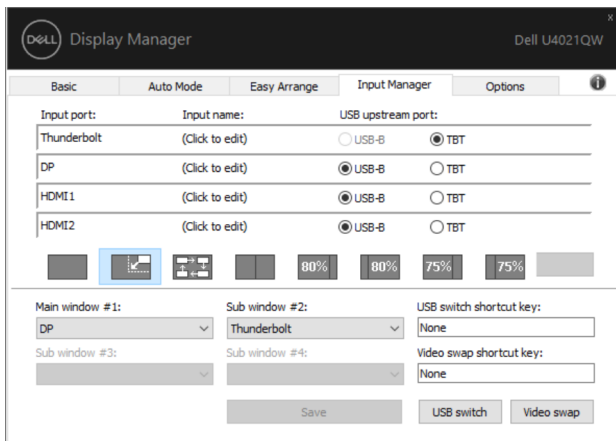 DELL Display Manager Dell U4021QW
x
Basic Auto Mode Easy Arrange Input Manager Options i
Input port: Input name: USB upstream port:
Thunderbolt (Click to edit) USB-B TBT
DP (Click to edit) USB-B TBT
HDMI1 (Click to edit) USB-B TBT
HDMI2 (Click to edit) USB-B TBT
80% 80% 75% 75%
Main window #1: Sub window #2: USB switch shortcut key:
DP Thunderbolt None
Sub window #3: Sub window #4: Video swap shortcut key:
None
Save USB switch Video swap